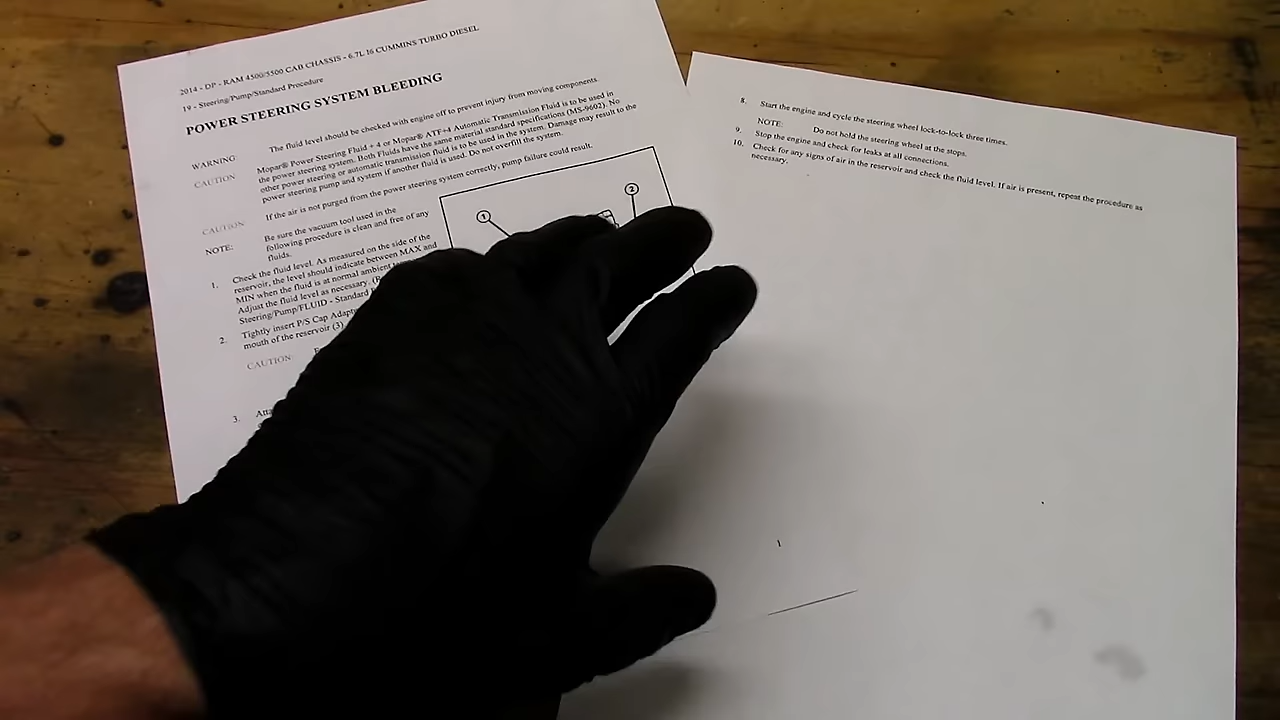 2014 - DP - RAM 4500/5500 CAB CHASSIS - 6.7L I6 CUMMINS TURBO DIESEL
19 - Steering/Pump/Standard Procedure
POWER STEERING SYSTEM BLEEDING
WARNING: The fluid level should be checked with engine off to prevent injury from moving components.
CAUTION: Mopar® Power Steering Fluid + 4 or Mopar® ATF+4 Automatic Transmission Fluid is to be used in
the power steering system. Both Fluids have the same material standard specifications (MS-9602). No
other power steering or automatic transmission fluid is to be used in the system. Damage may result to the
power steering pump and system if another fluid is used. Do not overfill the system.
CAUTION: If the air is not purged from the power steering system correctly, pump failure could result.
NOTE: Be sure the vacuum tool used in the
following procedure is clean and free of any
fluids.
1. Check the fluid level. As measured on the side of the
reservoir, the level should indicate between MAX and
MIN when the fluid is at normal ambient
Adjust the fluid level as necessary.
Steering/Pump/FLUID - Standard
2. Tightly insert P/S Cap
mouth of the reservoir (3)
CAUTION:
3.
1
2
8. Start the engine and cycle the steering wheel lock-to-lock three times.
NOTE: Do not hold the steering wheel at the stops.
9. Stop the engine and check for leaks at all connections.
10. Check for any signs of air in the reservoir and check the fluid level. If air is present, repeat the procedure as
necessary.